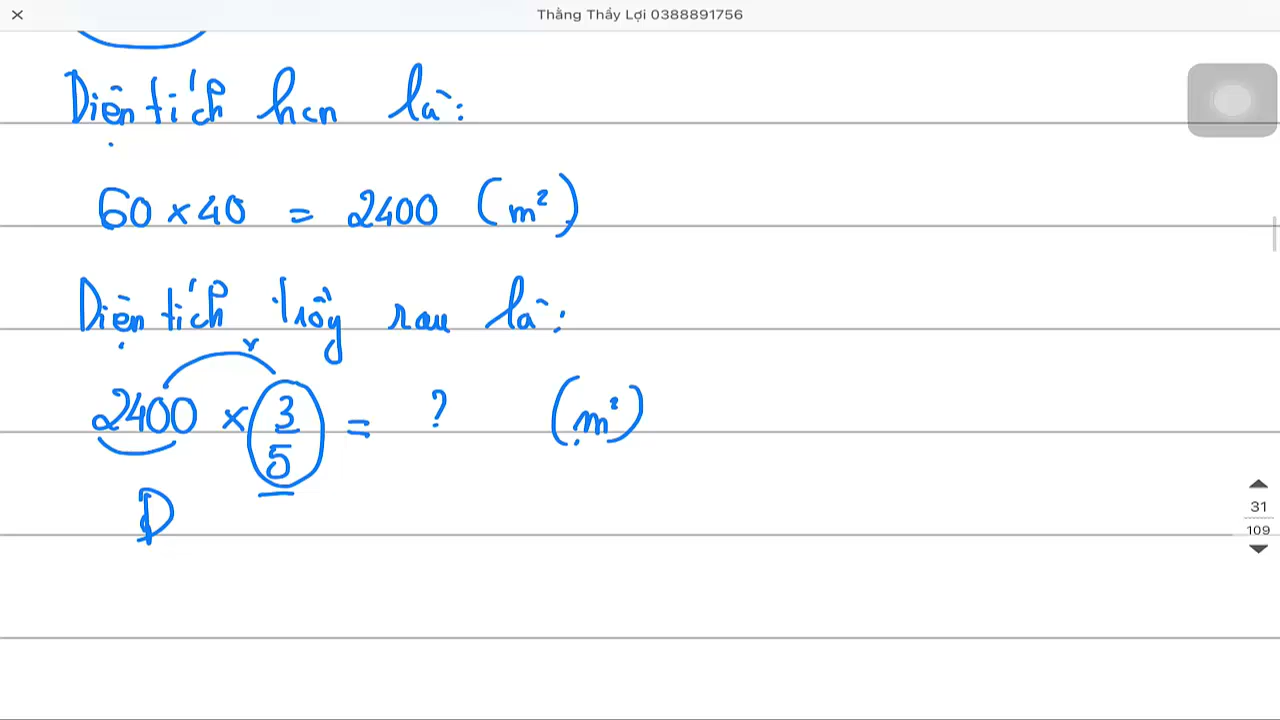 Thằng Thầy Lợi 0388891756
Diện tích hcn là:
60 × 40 = 2400 (m²)
Diện tích trồng rau là:
2400 × 3/5 = ? (m²)
D
31
109